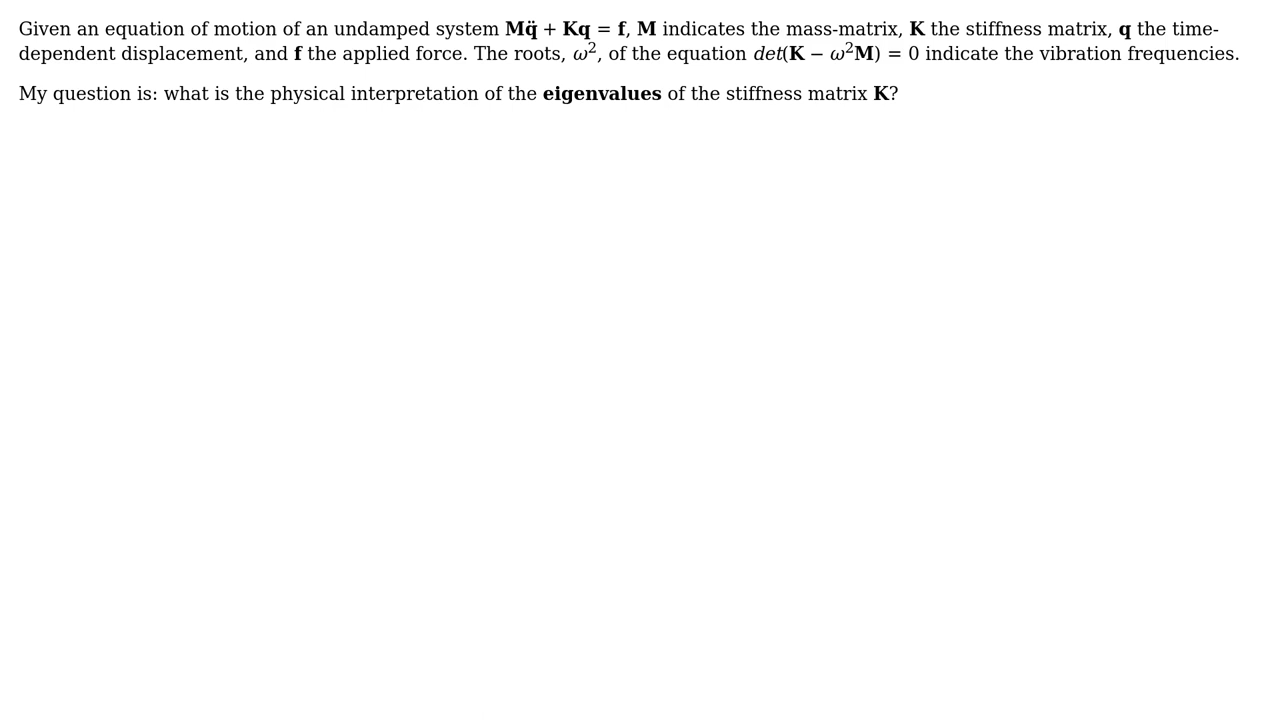 Given an equation of motion of an undamped system Mq̈ + Kq = f, M indicates the mass-matrix, K the stiffness matrix, q the time-
dependent displacement, and f the applied force. The roots, ω², of the equation det(K − ω²M) = 0 indicate the vibration frequencies.
My question is: what is the physical interpretation of the eigenvalues of the stiffness matrix K?